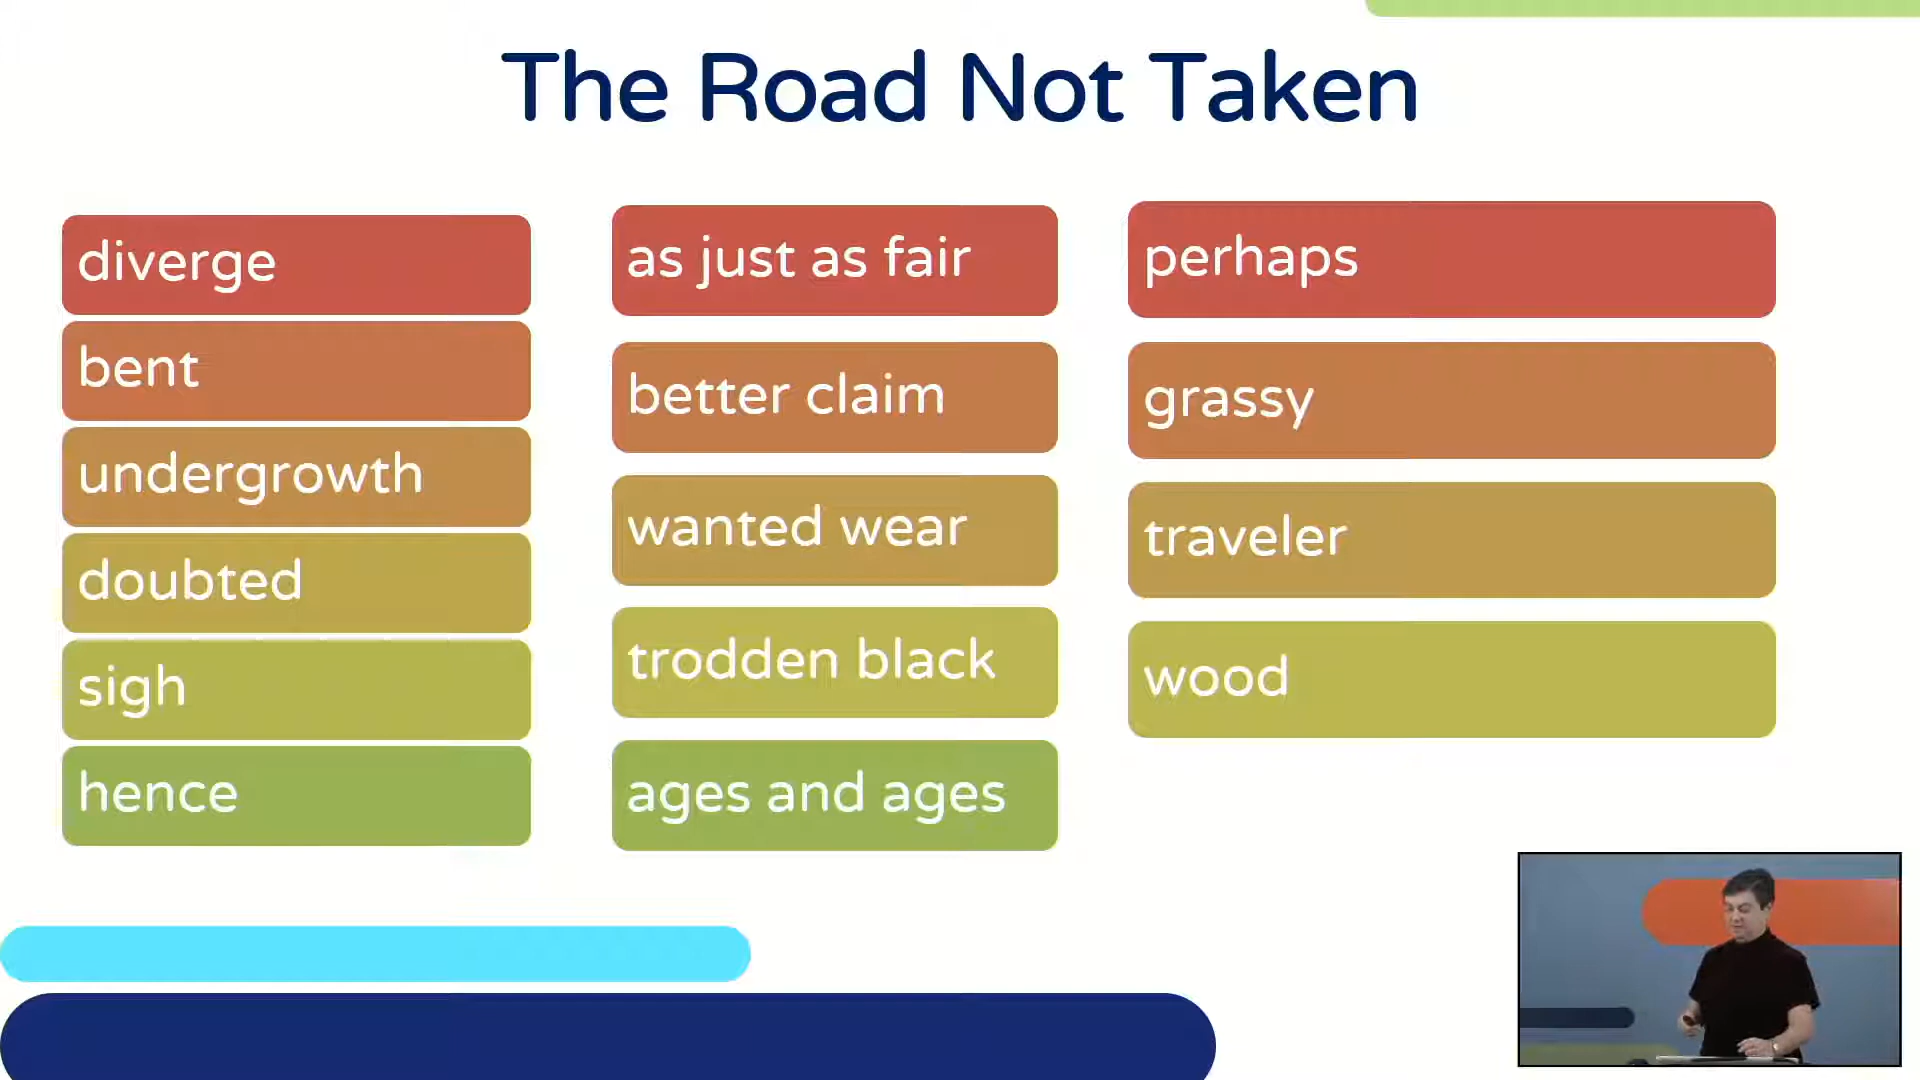 The Road Not Taken
diverge
bent
undergrowth
doubted
sigh
hence
as just as fair
better claim
wanted wear
trodden black
ages and ages
perhaps
grassy
traveler
wood